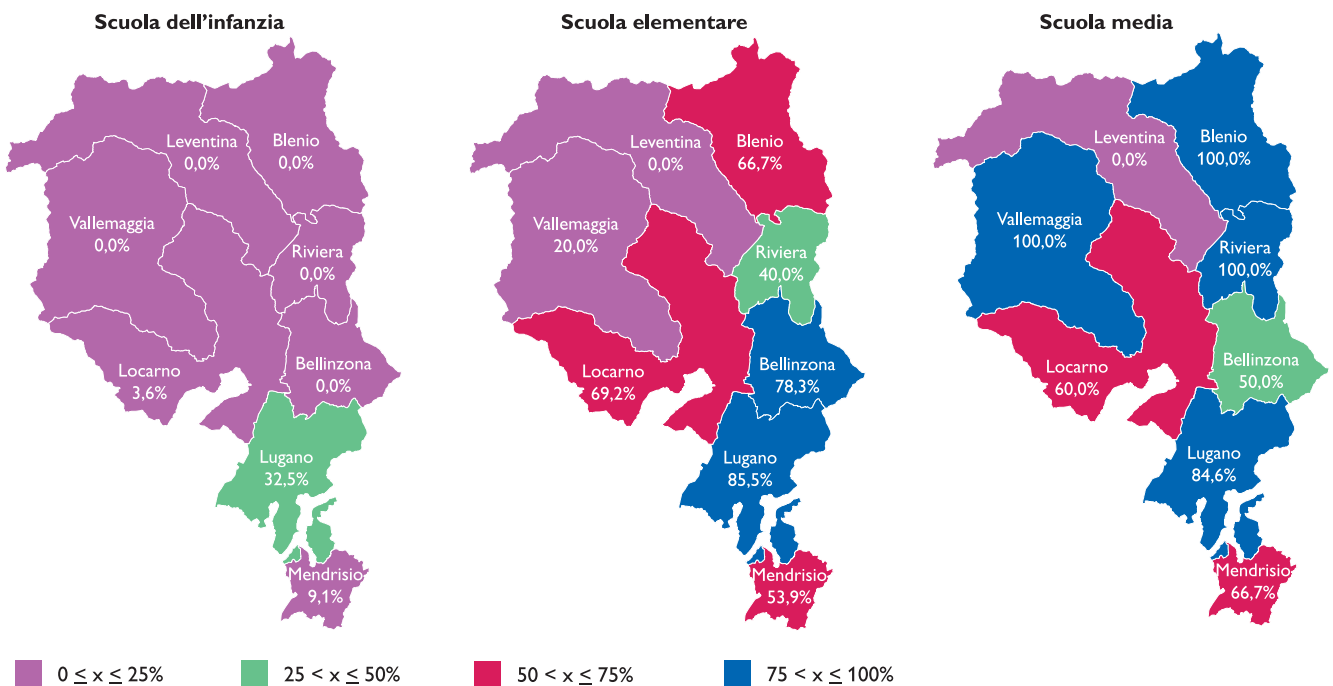 Scuola dell'infanzia
Leventina
0,0%
Blenio
0,0%
Vallemaggia
0,0%
Riviera
0,0%
Locarno
3,6%
Bellinzona
0,0%
Lugano
32,5%
Mendrisio
9,1%
Scuola elementare
Leventina
0,0%
Blenio
66,7%
Vallemaggia
20,0%
Riviera
40,0%
Locarno
69,2%
Bellinzona
78,3%
Lugano
85,5%
Mendrisio
53,9%
Scuola media
Leventina
0,0%
Blenio
100,0%
Vallemaggia
100,0%
Riviera
100,0%
Locarno
60,0%
Bellinzona
50,0%
Lugano
84,6%
Mendrisio
66,7%
0 ≤ x ≤ 25%
25 < x ≤ 50%
50 < x ≤ 75%
75 < x ≤ 100%